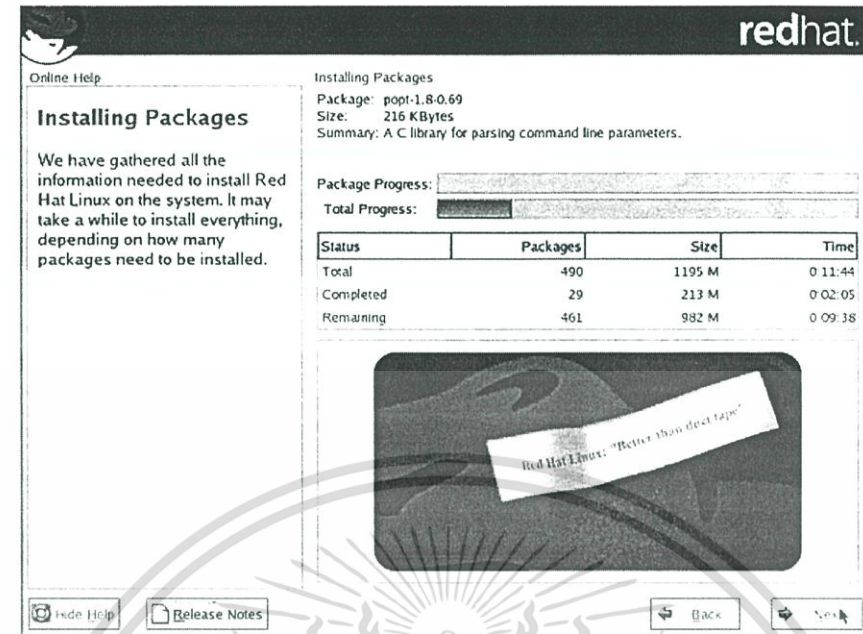 redhat.
Online Help
Installing Packages
We have gathered all the
information needed to install Red
Hat Linux on the system. It may
take a while to install everything,
depending on how many
packages need to be installed.
Installing Packages
Package: popt-1.8-0.69
Size: 216 KBytes
Summary: A C library for parsing command line parameters.
Package Progress:
Total Progress:
Status Packages Size Time
Total 490 1195 M 0:11:44
Completed 29 213 M 0:02:05
Remaining 461 982 M 0:09:38
Red Hat Linux: "Better than duct tape"
Hide Help Release Notes Back Next